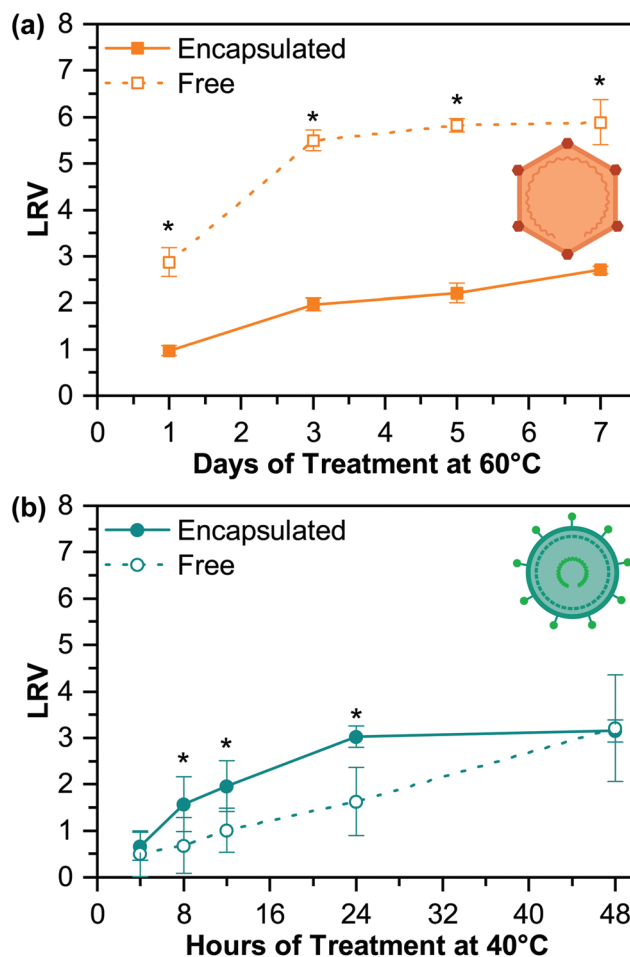 (a)
Encapsulated
Free
LRV
8
7
6
5
4
3
2
1
0
* * * *
0 1 2 3 4 5 6 7
Days of Treatment at 60°C
(b)
Encapsulated
Free
LRV
8
7
6
5
4
3
2
1
0
* * *
0 8 16 24 32 40 48
Hours of Treatment at 40°C